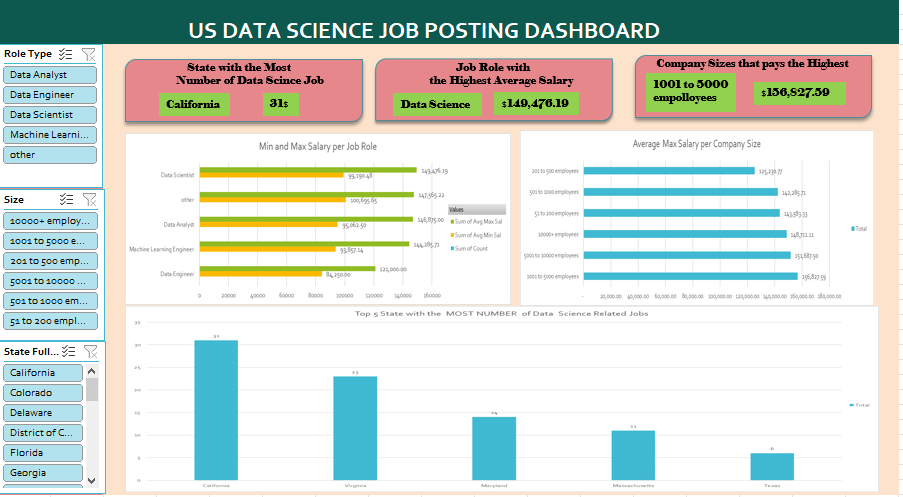 US DATA SCIENCE JOB POSTING DASHBOARD
Role Type
Data Analyst
Data Engineer
Data Scientist
Machine Learni...
other
Size
10000+ employ...
1001 to 5000 e...
201 to 500 emp...
5001 to 10000 ...
501 to 1000 em...
51 to 200 empl...
State Full...
California
Colorado
Delaware
District of C...
Florida
Georgia
State with the Most
Number of Data Scince Job
California
31s
Job Role with
the Highest Average Salary
Data Science
$149,476.19
Company Sizes that pays the Highest
1001 to 5000
empolloyees
$156,827.59
Min and Max Salary per Job Role
Data Scientist
149,476.19
99,190.48
other
147,565.22
100,695.65
Data Analyst
146,875.00
95,062.50
Machine Learning Engineer
144,285.71
93,857.14
Data Engineer
121,000.00
84,250.00
0 20000 40000 60000 80000 100000 120000 140000 160000
Values
Sum of Avg Max Sal
Sum of Avg Min Sal
Sum of Count
Average Max Salary per Company Size
201 to 500 employees
125,230.77
501 to 1000 employees
142,285.71
51 to 200 employees
143,583.33
10000+ employees
148,711.11
5001 to 10000 employees
151,687.50
1001 to 5000 employees
156,827.59
- 20,000.00 40,000.00 60,000.00 80,000.00 100,000.00 120,000.00 140,000.00 160,000.00 180,000.00
Total
Top 5 State with the MOST NUMBER of Data Science Related Jobs
35
30
25
20
15
10
5
0
31
23
14
11
6
California
Virginia
Maryland
Massachusetts
Texas
Total